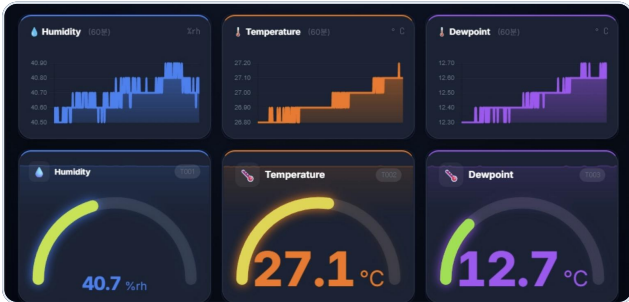 Humidity (60분) %rh
40.90
40.80
40.70
40.60
40.50
Temperature (60분) ° C
27.20
27.10
27.00
26.90
26.80
Dewpoint (60분) ° C
12.70
12.60
12.50
12.40
12.30
Humidity T001
40.7 %rh
Temperature T002
27.1 °C
Dewpoint T003
12.7 °C